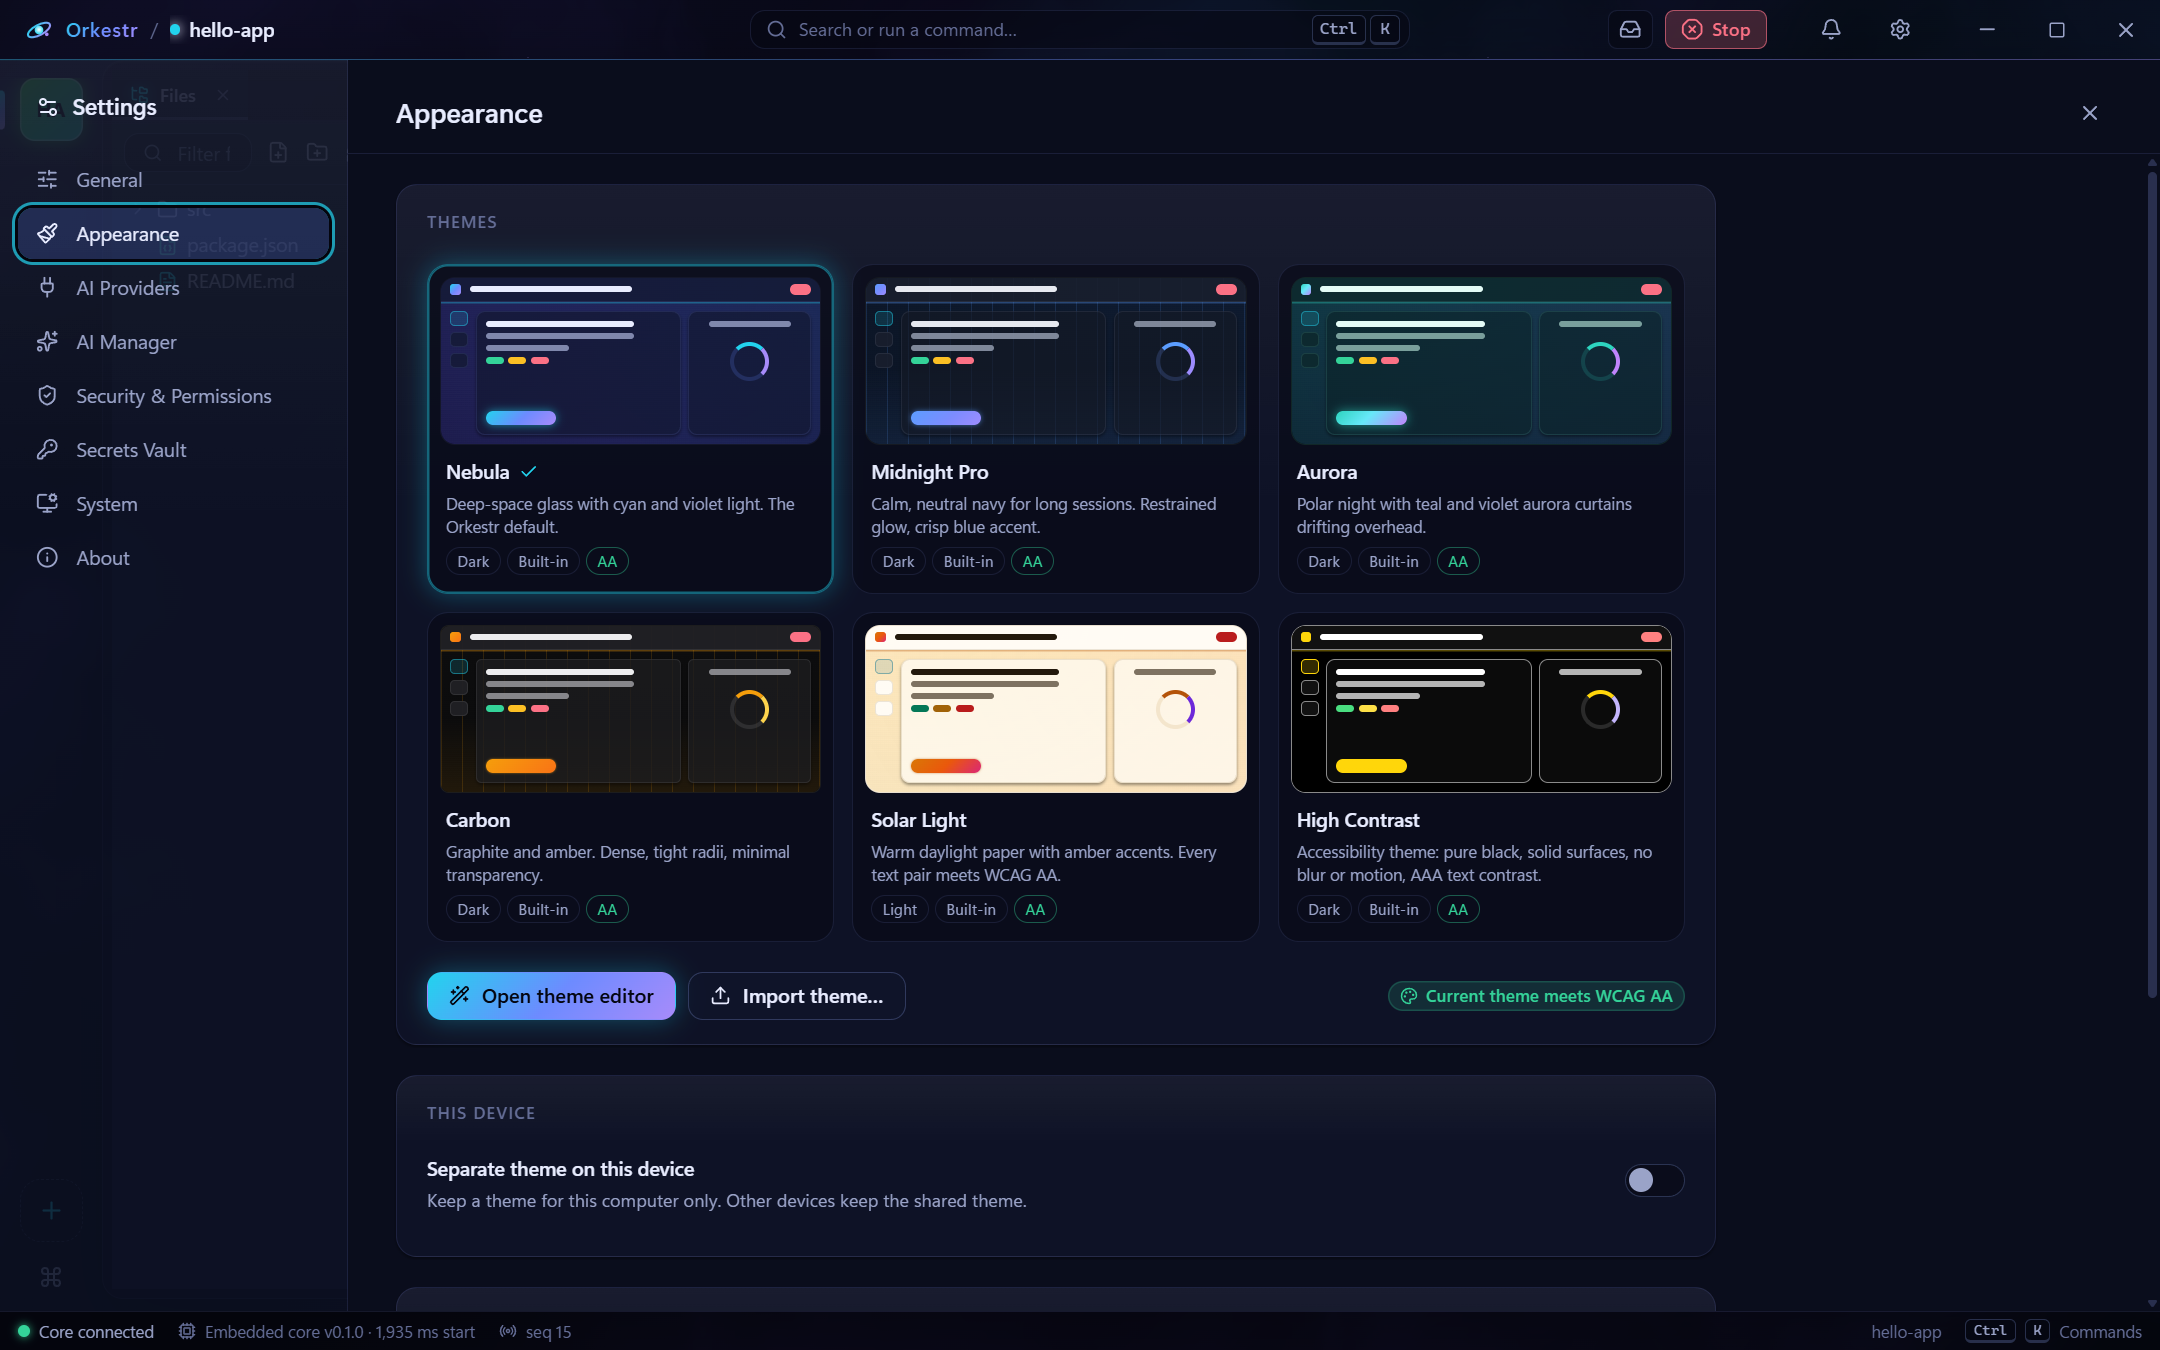 Orkestr / hello-app
Search or run a command... Ctrl K
Stop
Settings
Files
Filter f
General
src
Appearance
package.json
AI Providers
README.md
AI Manager
Security & Permissions
Secrets Vault
System
About
Appearance
THEMES
Nebula
Deep-space glass with cyan and violet light. The
Orkestr default.
Dark Built-in AA
Midnight Pro
Calm, neutral navy for long sessions. Restrained
glow, crisp blue accent.
Dark Built-in AA
Aurora
Polar night with teal and violet aurora curtains
drifting overhead.
Dark Built-in AA
Carbon
Graphite and amber. Dense, tight radii, minimal
transparency.
Dark Built-in AA
Solar Light
Warm daylight paper with amber accents. Every
text pair meets WCAG AA.
Light Built-in AA
High Contrast
Accessibility theme: pure black, solid surfaces, no
blur or motion, AAA text contrast.
Dark Built-in AA
Open theme editor
Import theme...
Current theme meets WCAG AA
THIS DEVICE
Separate theme on this device
Keep a theme for this computer only. Other devices keep the shared theme.
Core connected
Embedded core v0.1.0 · 1,935 ms start
seq 15
hello-app
Ctrl K Commands